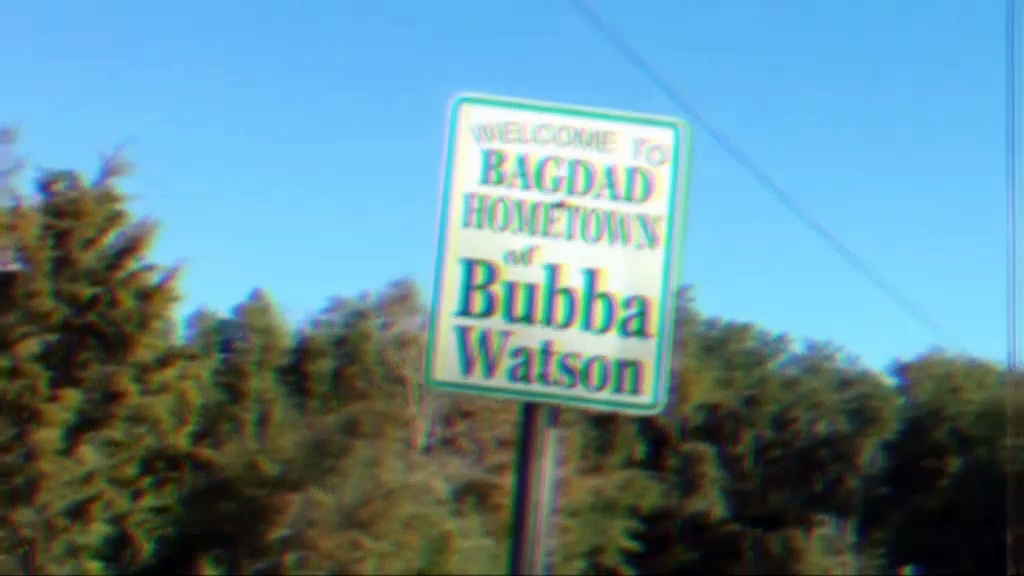 WELCOME TO
BAGDAD
HOMETOWN
of
Bubba
Watson